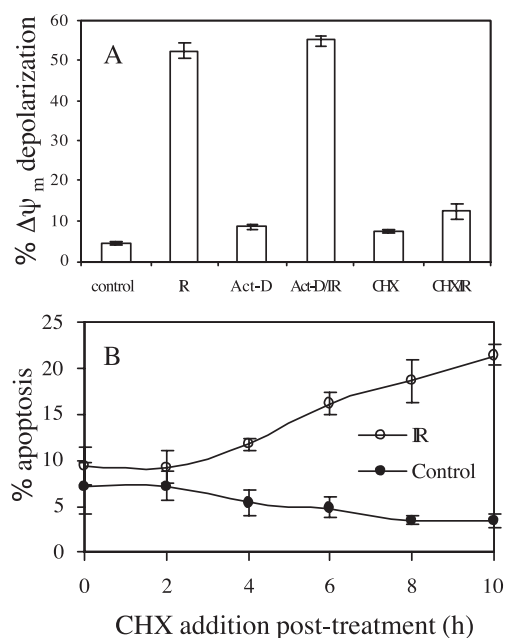 A
% Δψm depolarization
60
50
40
30
20
10
0
control IR Act-D Act-D/IR CHX CHX/IR
B
% apoptosis
25
20
15
10
5
0
IR
Control
0 2 4 6 8 10
CHX addition post-treatment (h)